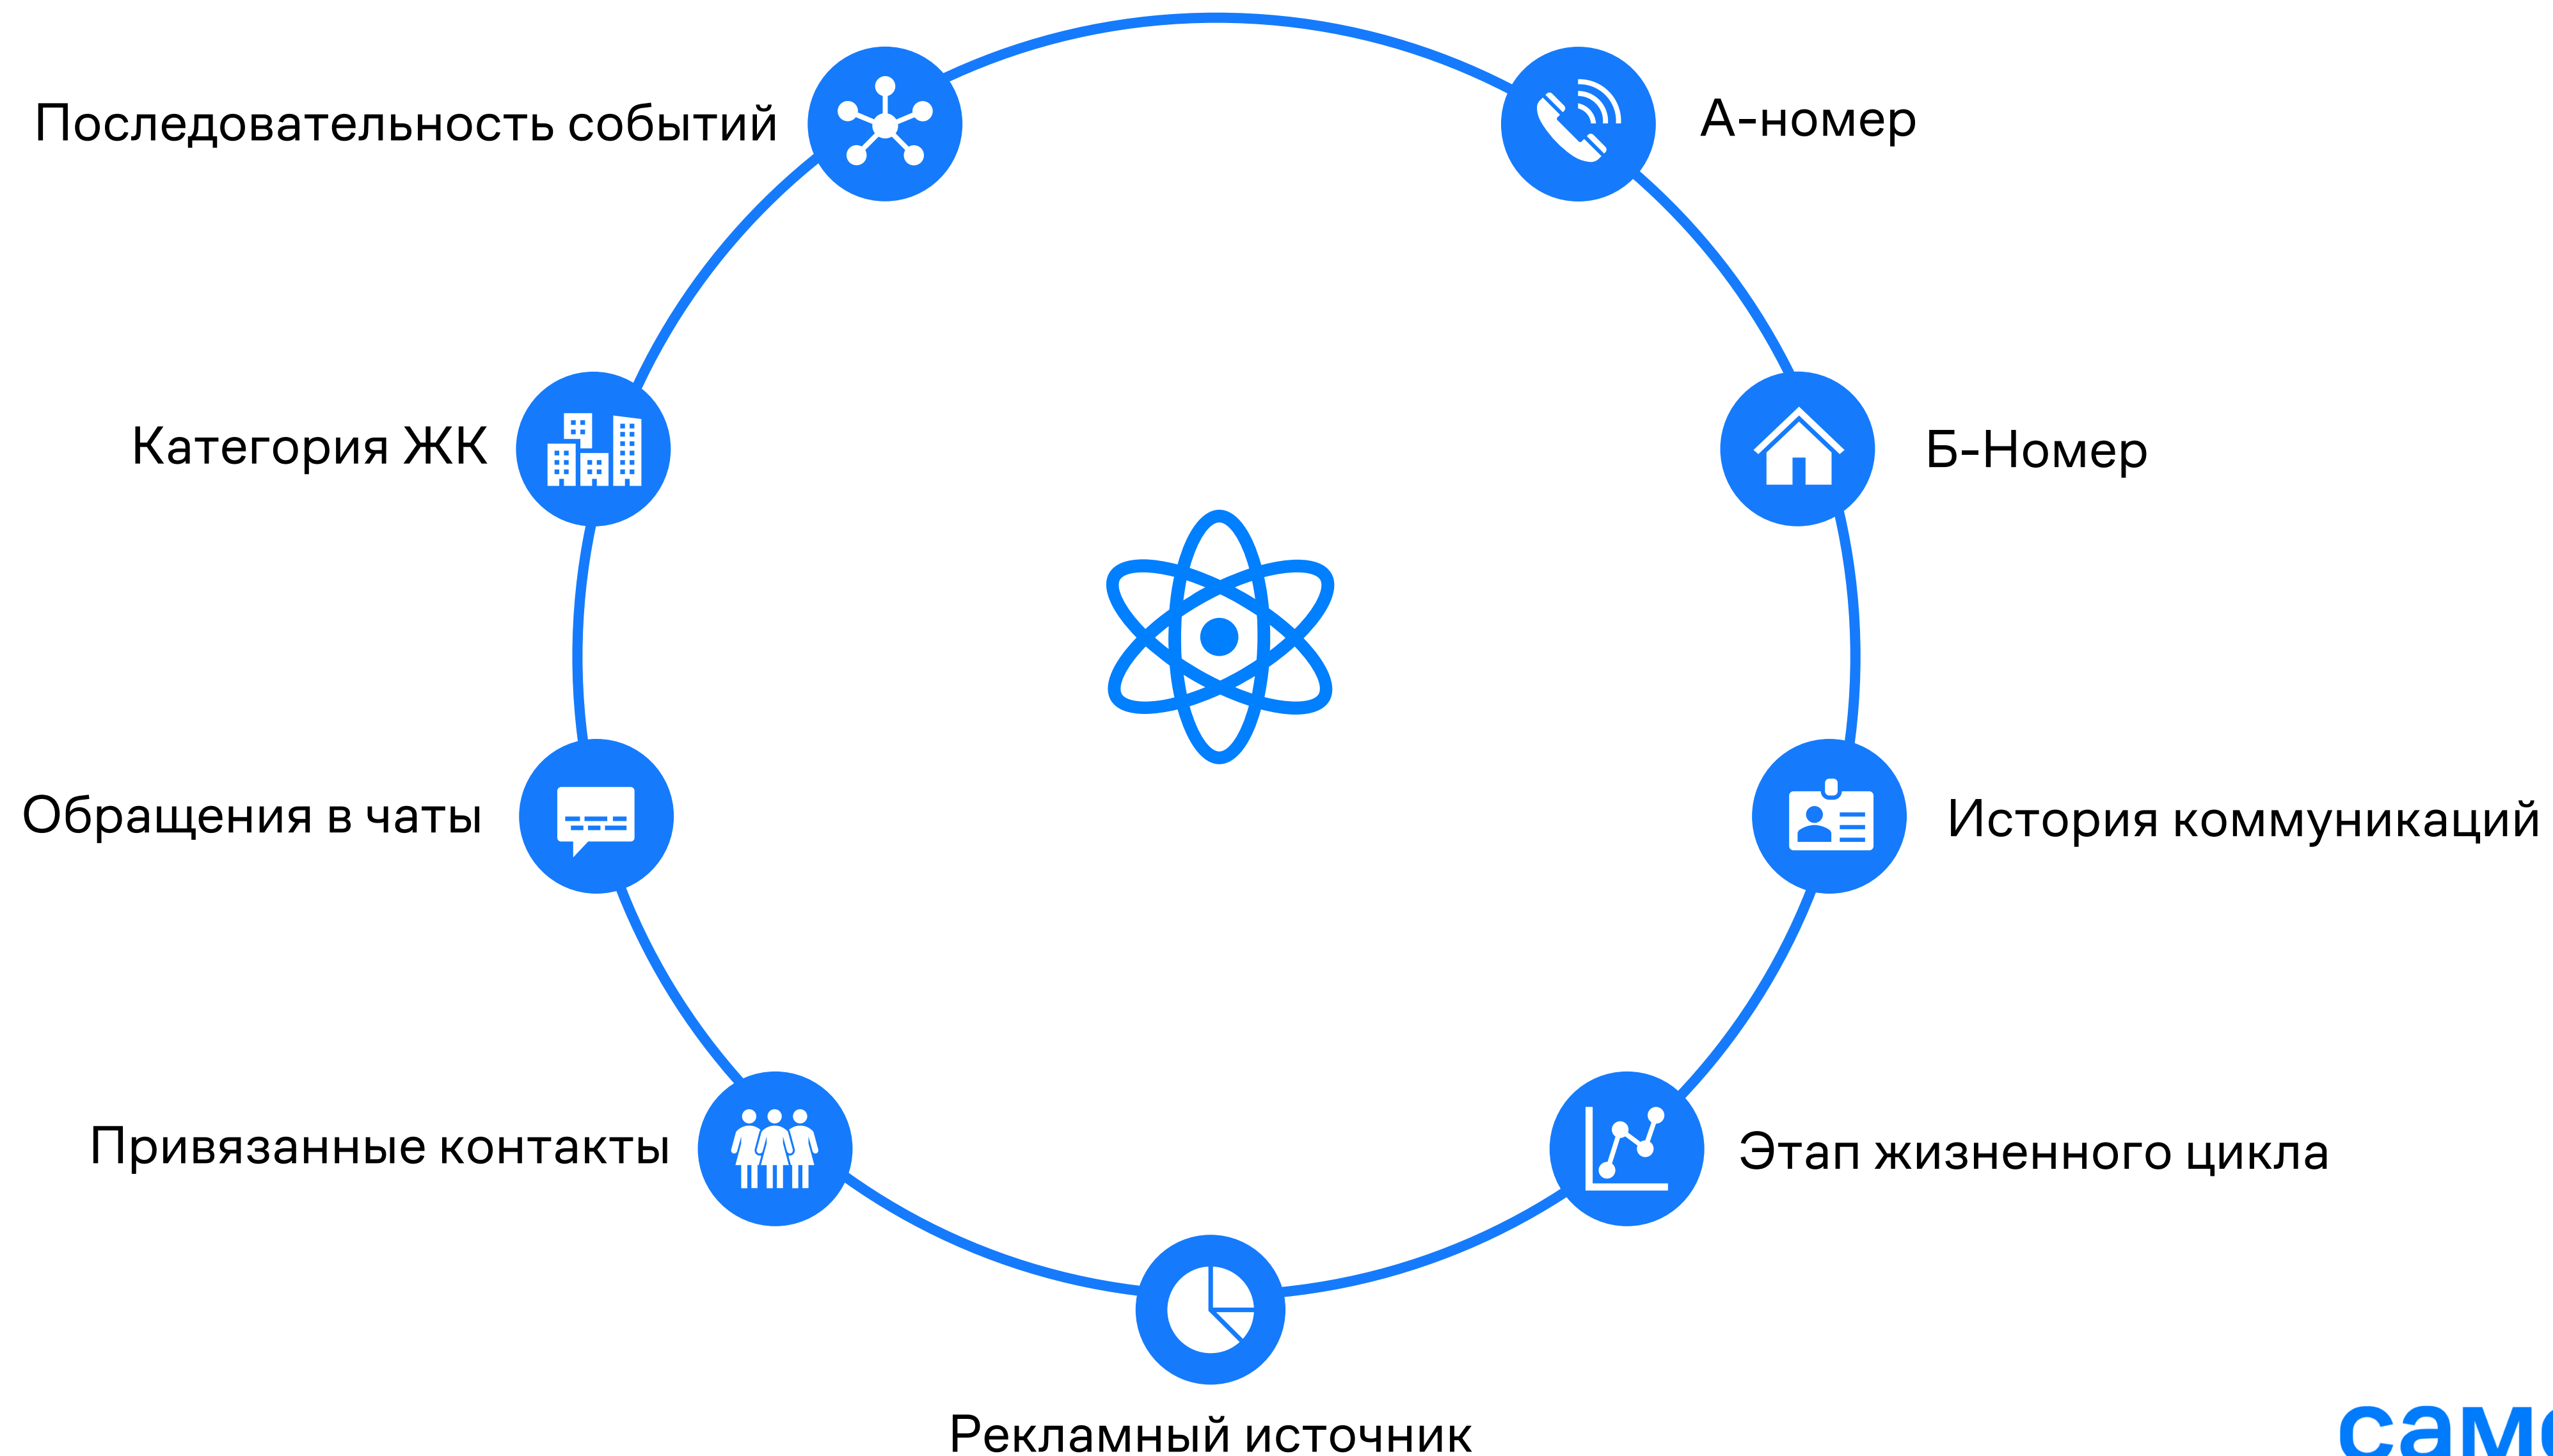 Последовательность событий
А-номер
Категория ЖК
Б-Номер
Обращения в чаты
История коммуникаций
Привязанные контакты
Этап жизненного цикла
Рекламный источник